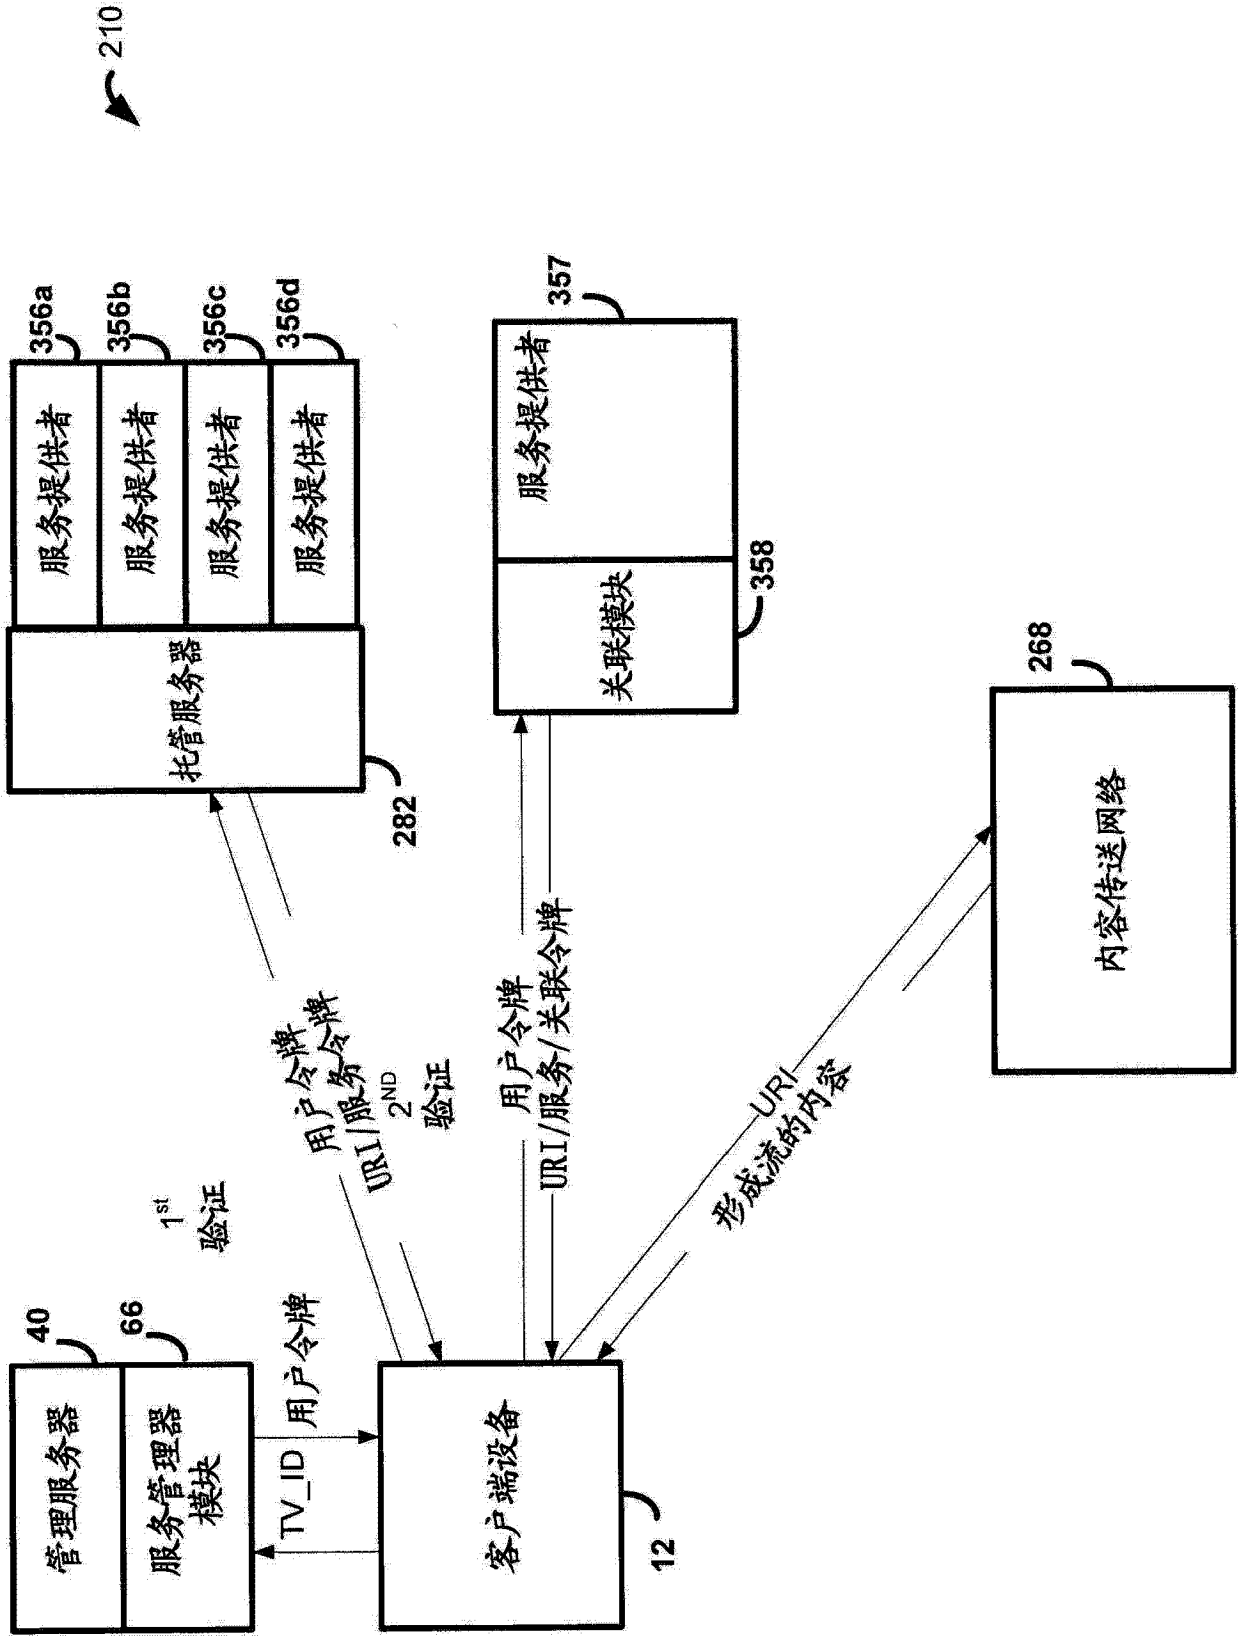 210
管理服务器
40
服务管理器
模块
66
TV_ID
用户令牌
1st
验证
客户端设备
12
用户令牌
URI/服务令牌
2ND
验证
托管服务器
282
服务提供者
356a
服务提供者
356b
服务提供者
356c
服务提供者
356d
用户令牌
URI/服务/关联令牌
关联模块
358
服务提供者
357
URI
形成流的内容
内容传送网络
268